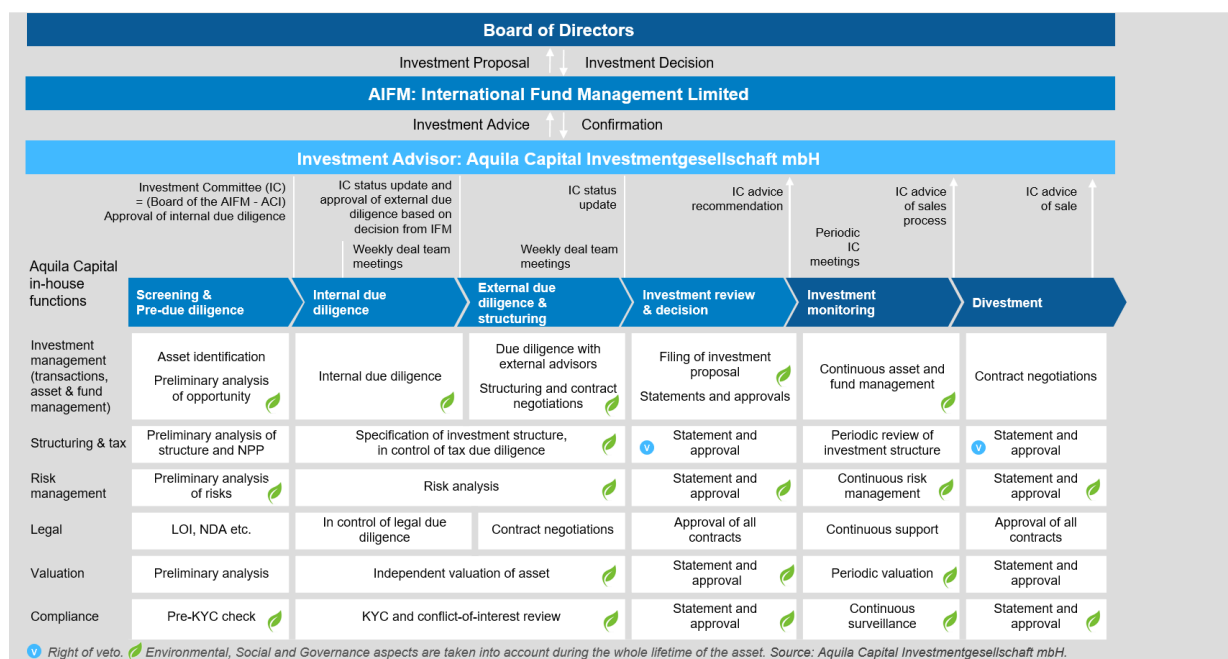 Board of Directors
Investment Proposal
Investment Decision
AIFM: International Fund Management Limited
Investment Advice
Confirmation
Investment Advisor: Aquila Capital Investmentgesellschaft mbH
Investment Committee (IC)
= (Board of the AIFM - ACI)
Approval of internal due diligence
IC status update and
approval of external due
diligence based on
decision from IFM
Weekly deal team
meetings
IC status
update
Weekly deal team
meetings
IC advice
recommendation
IC advice
of sales
process
Periodic
IC
meetings
IC advice
of sale
Aquila Capital
in-house
functions
Screening &
Pre-due diligence
Internal due
diligence
External due
diligence &
structuring
Investment review
& decision
Investment
monitoring
Divestment
Investment
management
(transactions,
asset & fund
management)
Asset identification
Preliminary analysis
of opportunity
Internal due diligence
Due diligence with
external advisors
Structuring and contract
negotiations
Filing of investment
proposal
Statements and approvals
Continuous asset and
fund management
Contract negotiations
Structuring & tax
Preliminary analysis of
structure and NPP
Specification of investment structure,
in control of tax due diligence
V
Statement and
approval
Periodic review of
investment structure
V
Statement and
approval
Risk
management
Preliminary analysis
of risks
Risk analysis
Statement and
approval
Continuous risk
management
Statement and
approval
Legal
LOI, NDA etc.
In control of legal due
diligence
Contract negotiations
Approval of all
contracts
Continuous support
Approval of all
contracts
Valuation
Preliminary analysis
Independent valuation of asset
Statement and
approval
Periodic valuation
Statement and
approval
Compliance
Pre-KYC check
KYC and conflict-of-interest review
Statement and
approval
Continuous
surveillance
Statement and
approval
V Right of veto. Environmental, Social and Governance aspects are taken into account during the whole lifetime of the asset. Source: Aquila Capital Investmentgesellschaft mbH.